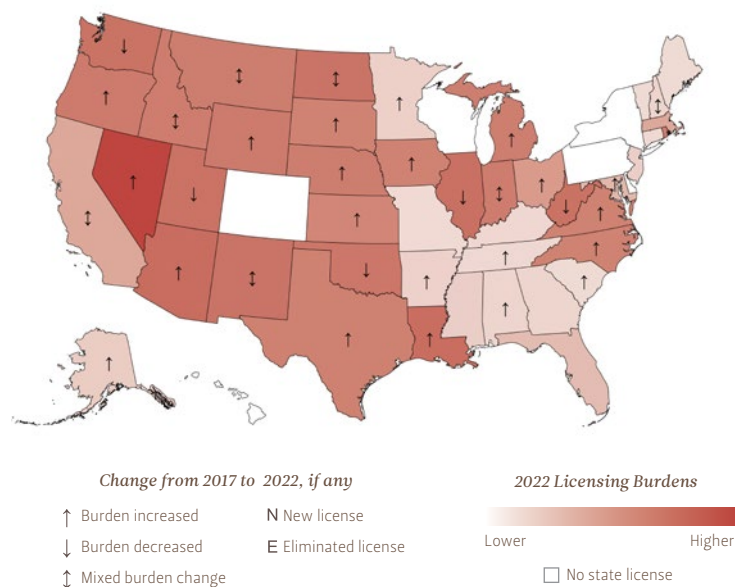 Change from 2017 to 2022, if any
↑ Burden increased
↓ Burden decreased
↕ Mixed burden change
N New license
E Eliminated license
2022 Licensing Burdens
Lower Higher
No state license